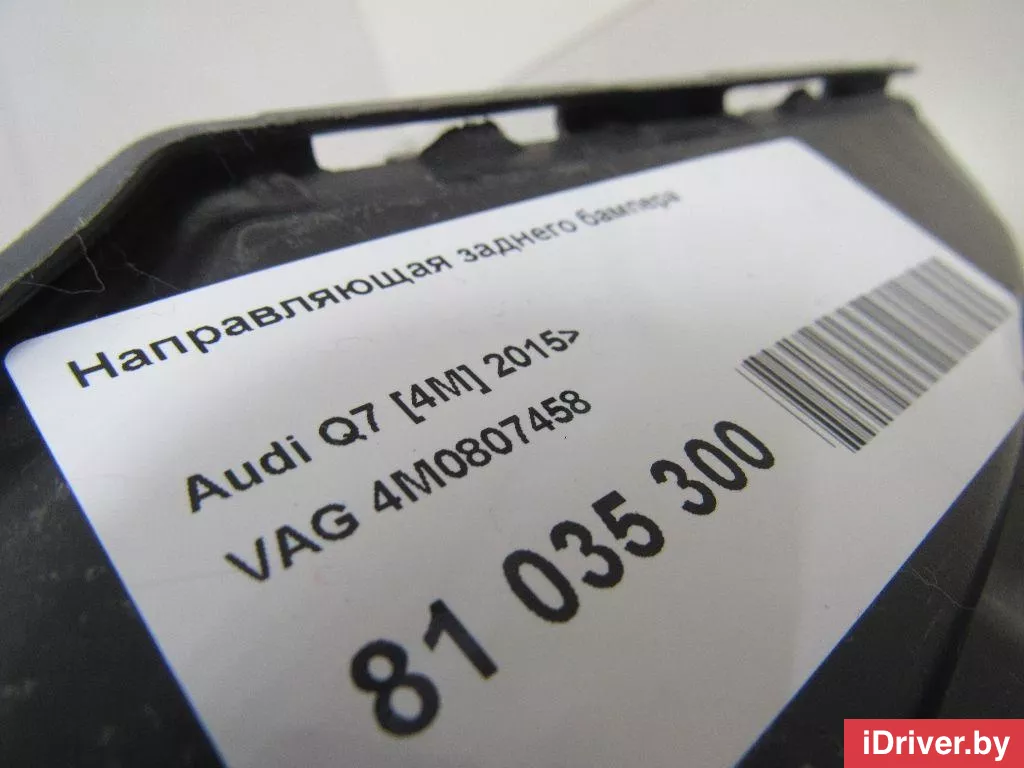 Направляющая заднего бампера
Audi Q7 [4M] 2015>
VAG 4M0807458
81 035 300
iDriver.by